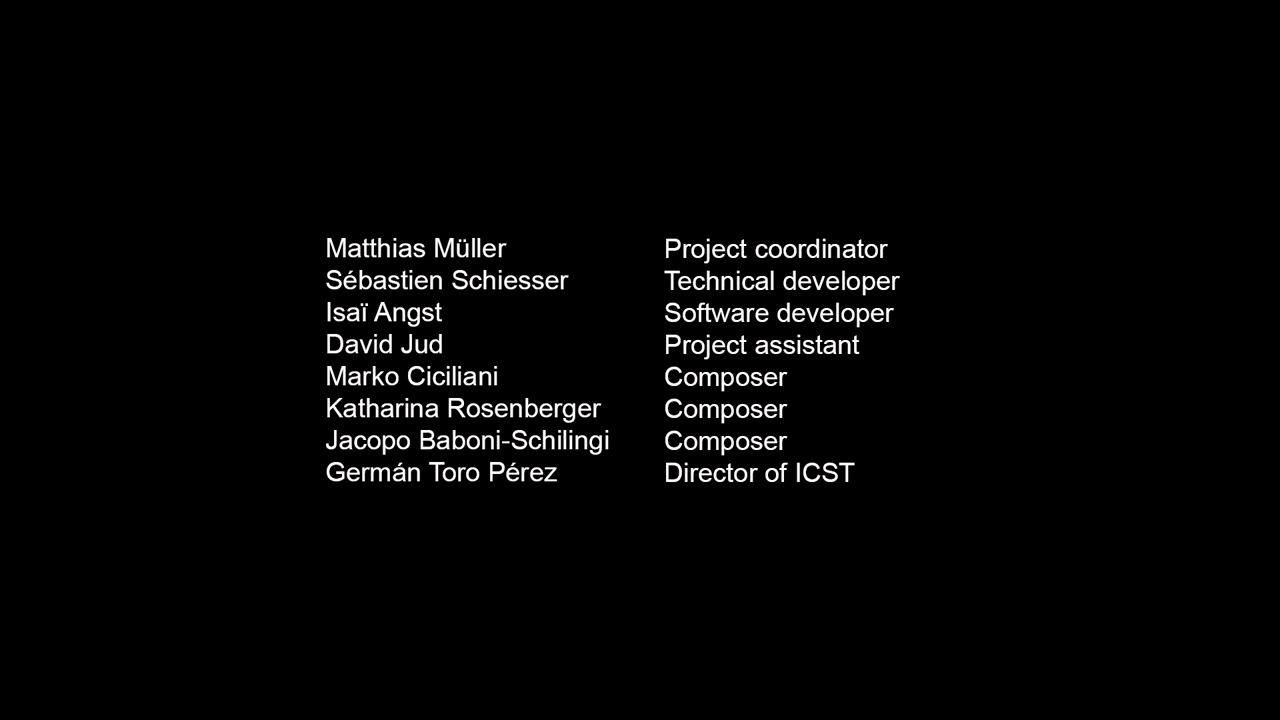 Matthias Müller Project coordinator
Sébastien Schiesser Technical developer
Isaï Angst Software developer
David Jud Project assistant
Marko Ciciliani Composer
Katharina Rosenberger Composer
Jacopo Baboni-Schilingi Composer
Germán Toro Pérez Director of ICST